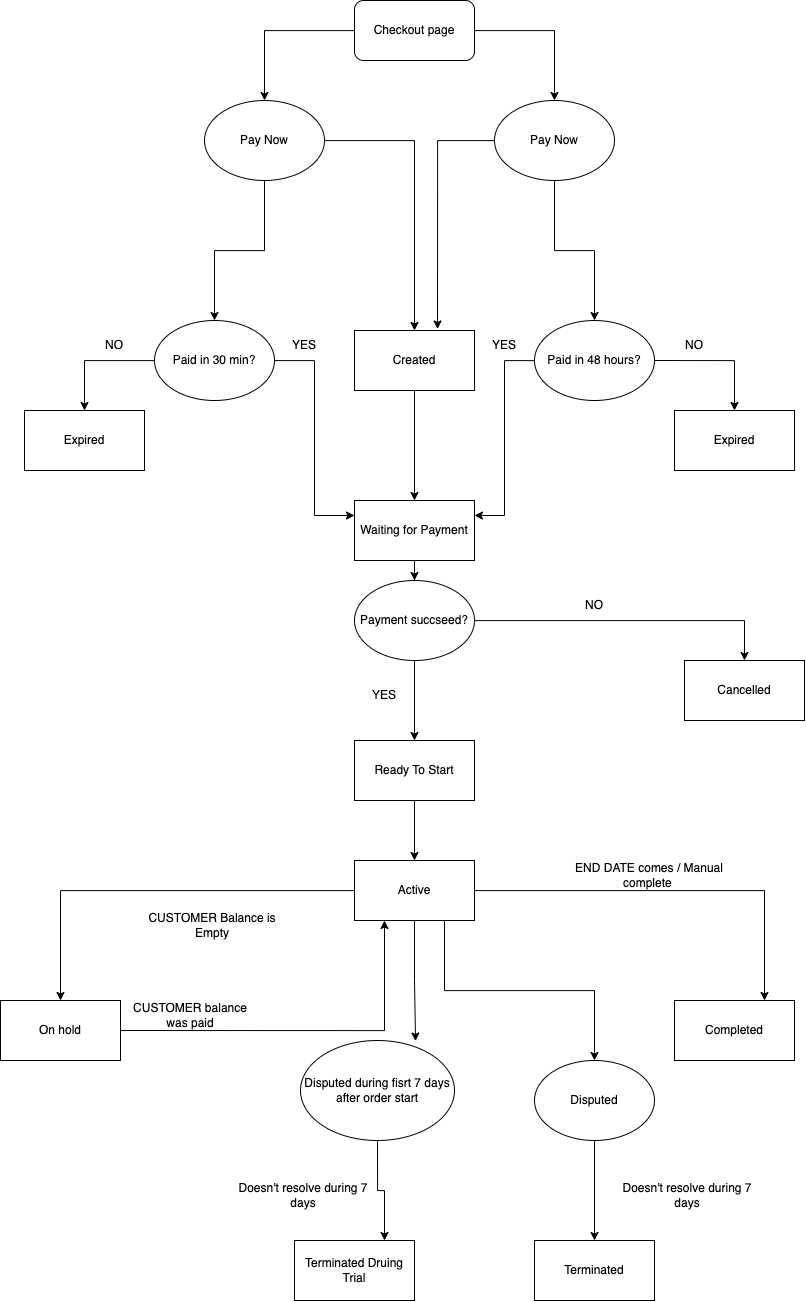 Checkout page
Pay Now
Pay Now
NO
YES
YES
NO
Paid in 30 min?
Created
Paid in 48 hours?
Expired
Expired
Waiting for Payment
Payment succseed?
NO
YES
Cancelled
Ready To Start
Active
END DATE comes / Manual
complete
CUSTOMER Balance is
Empty
CUSTOMER balance
was paid
On hold
Completed
Disputed during fisrt 7 days
after order start
Disputed
Doesn't resolve during 7
days
Doesn't resolve during 7
days
Terminated Druing
Trial
Terminated